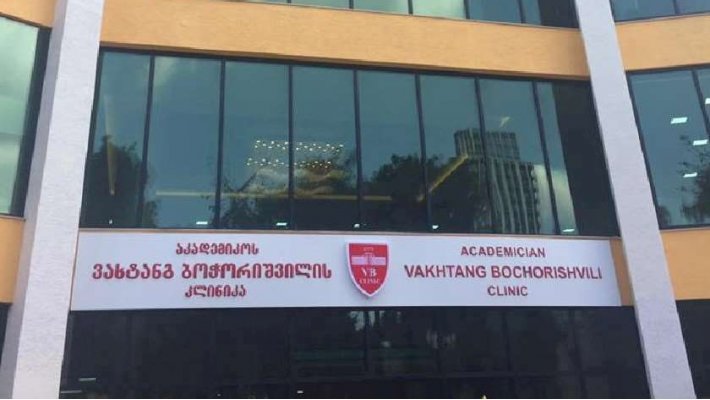 აკადემიკოს
ვახტანგ ბოჭორიშვილის
კლინიკა
VB
CLINIC
ACADEMICIAN
VAKHTANG BOCHORISHVILI
CLINIC